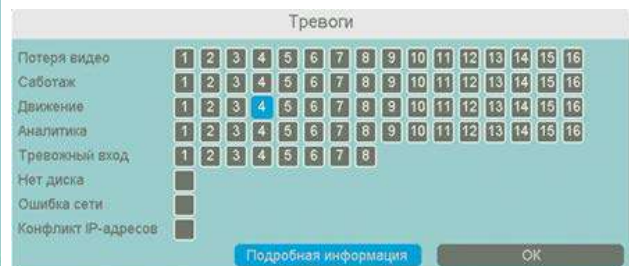 Тревоги
Потеря видео 1 2 3 4 5 6 7 8 9 10 11 12 13 14 15 16
Саботаж 1 2 3 4 5 6 7 8 9 10 11 12 13 14 15 16
Движение 1 2 3 4 5 6 7 8 9 10 11 12 13 14 15 16
Аналитика 1 2 3 4 5 6 7 8 9 10 11 12 13 14 15 16
Тревожный вход 1 2 3 4 5 6 7 8
Нет диска
Ошибка сети
Конфликт IP-адресов
Подробная информация OK